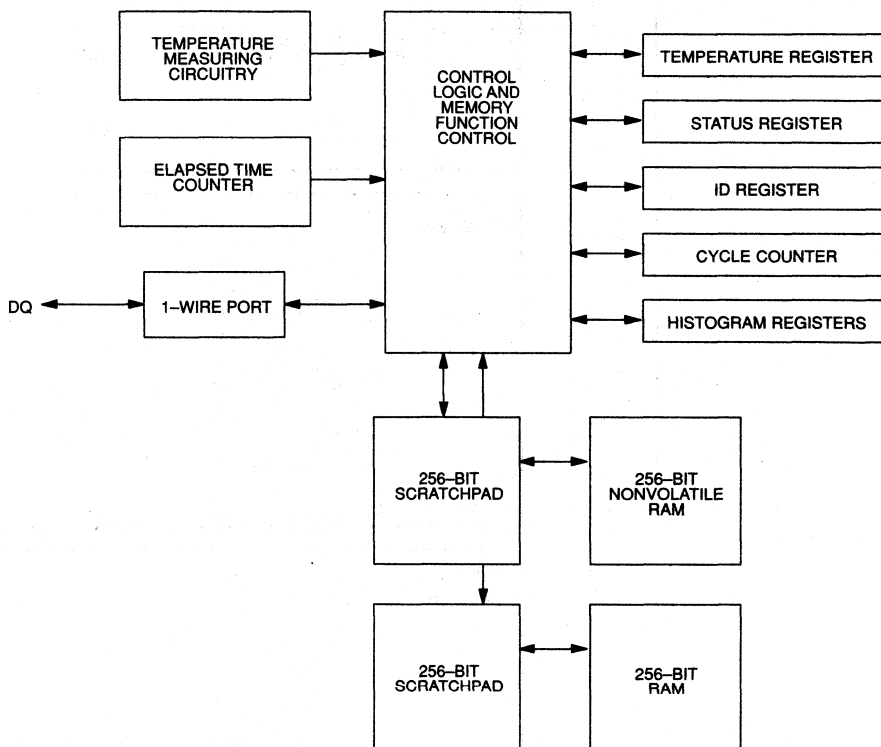 TEMPERATURE
MEASURING
CIRCUITRY
ELAPSED TIME
COUNTER
DQ
1–WIRE PORT
CONTROL
LOGIC AND
MEMORY
FUNCTION
CONTROL
TEMPERATURE REGISTER
STATUS REGISTER
ID REGISTER
CYCLE COUNTER
HISTOGRAM REGISTERS
256–BIT
SCRATCHPAD
256–BIT
NONVOLATILE
RAM
256–BIT
SCRATCHPAD
256–BIT
RAM